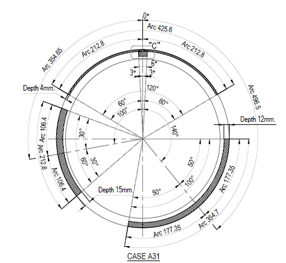 0°
Arc 425.6
Arc 212.8
Arc 212.8
Arc 354.65
Arc 496.5
"C"
6°
3°
3°
Depth 4mm.
120°
60°
60°
100°
140°
Depth 12mm.
Arc 106.4
30°
Arc 212.8
60°
30°
Arc 106.4
Depth 15mm.
50°
50°
100°
Arc 177.35
Arc 354.7
Arc 177.35
CASE A31